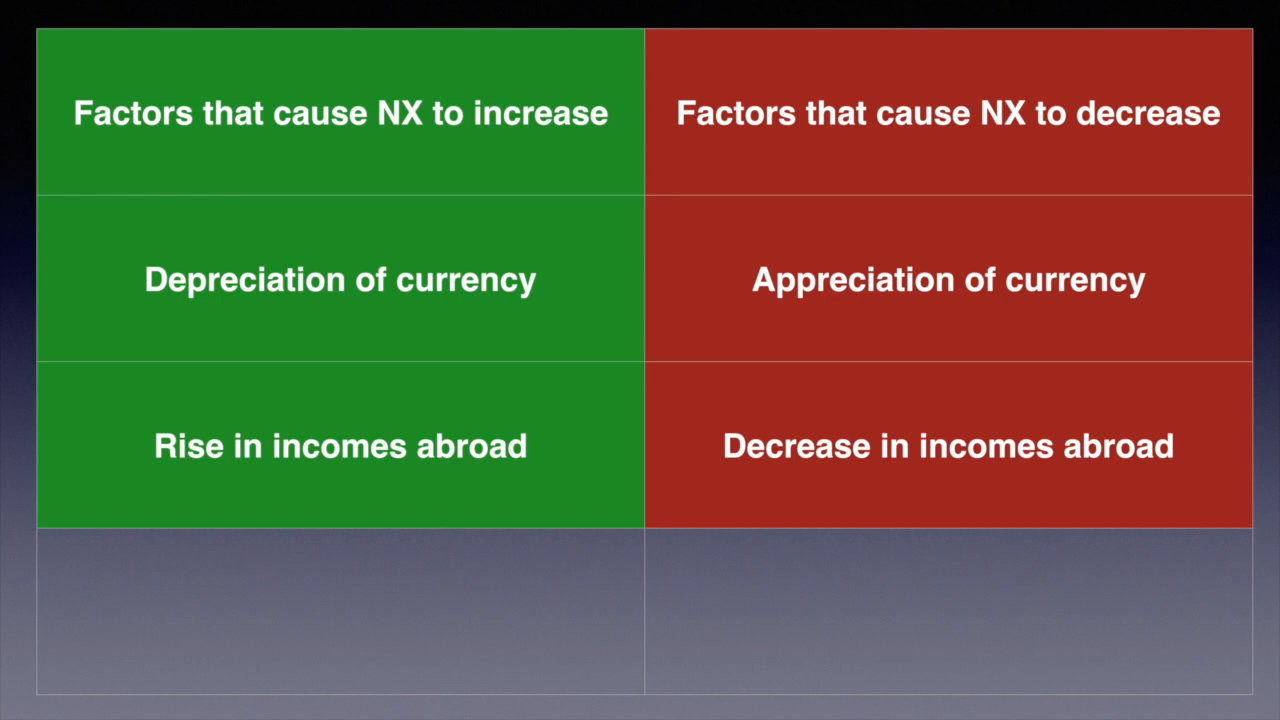 Factors that cause NX to increase
Factors that cause NX to decrease
Depreciation of currency
Appreciation of currency
Rise in incomes abroad
Decrease in incomes abroad